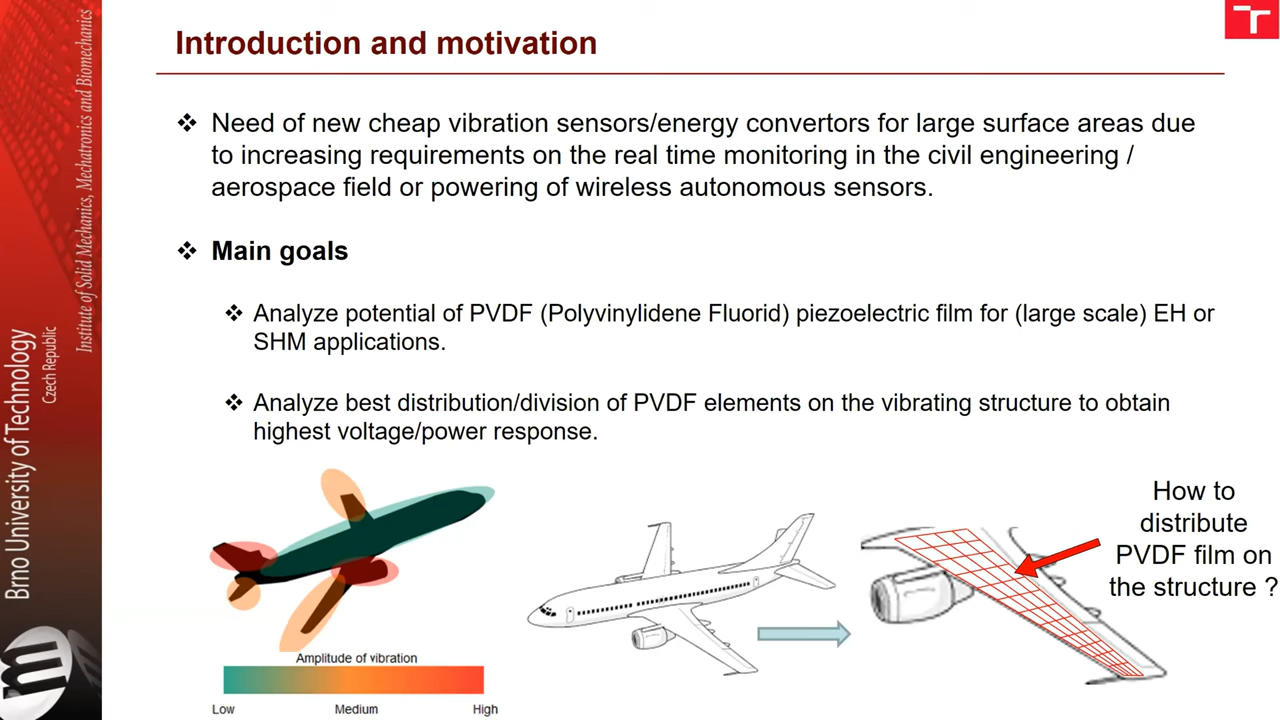 Introduction and motivation
Need of new cheap vibration sensors/energy convertors for large surface areas due
to increasing requirements on the real time monitoring in the civil engineering /
aerospace field or powering of wireless autonomous sensors.
Main goals
Analyze potential of PVDF (Polyvinylidene Fluorid) piezoelectric film for (large scale) EH or
SHM applications.
Analyze best distribution/division of PVDF elements on the vibrating structure to obtain
highest voltage/power response.
How to
distribute
PVDF film on
the structure ?
Amplitude of vibration
Low Medium High
Institute of Solid Mechanics, Mechatronics and Biomechanics
Brno University of Technology
Czech Republic